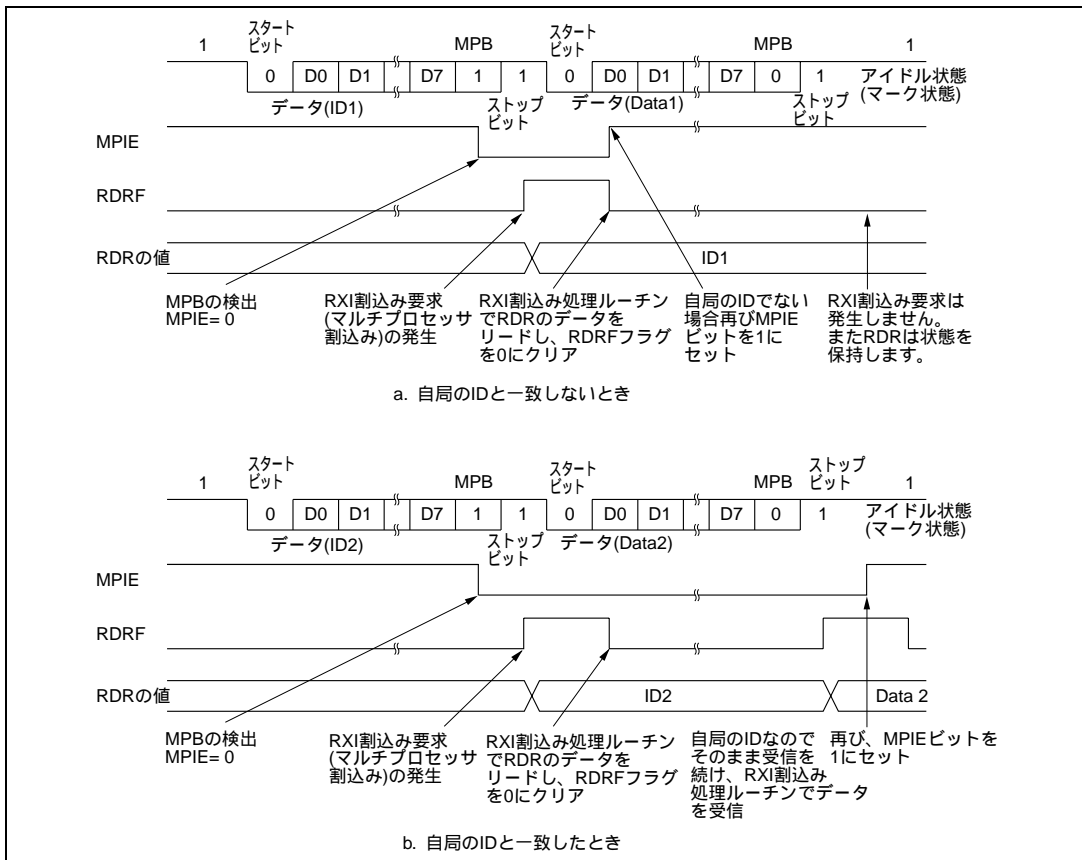 スタート
ビット
1
MPB
スタート
ビット
MPB
1
0 D0 D1 D7 1 1 0 D0 D1 D7 0 1
アイドル状態
(マーク状態)
データ(ID1)
ストップ
ビット
データ(Data1)
ストップ
ビット
MPIE
RDRF
RDRの値
ID1
MPBの検出
MPIE= 0
RXI割込み要求
(マルチプロセッサ
割込み)の発生
RXI割込み処理ルーチン
でRDRのデータを
リードし、RDRFフラグ
を0にクリア
自局のIDでない
場合再びMPIE
ビットを1に
セット
RXI割込み要求は
発生しません。
またRDRは状態を
保持します。
a. 自局のIDと一致しないとき
スタート
ビット
1
MPB
スタート
ビット
MPB
ストップ
ビット
1
0 D0 D1 D7 1 1 0 D0 D1 D7 0 1
アイドル状態
(マーク状態)
データ(ID2)
ストップ
ビット
データ(Data2)
MPIE
RDRF
RDRの値
ID2
Data 2
MPBの検出
MPIE= 0
RXI割込み要求
(マルチプロセッサ
割込み)の発生
RXI割込み処理ルーチン
でRDRのデータを
リードし、RDRFフラグ
を0にクリア
自局のIDなので
そのまま受信を
続け、RXI割込み
処理ルーチンでデータ
を受信
再び、MPIEビットを
1にセット
b. 自局のIDと一致したとき